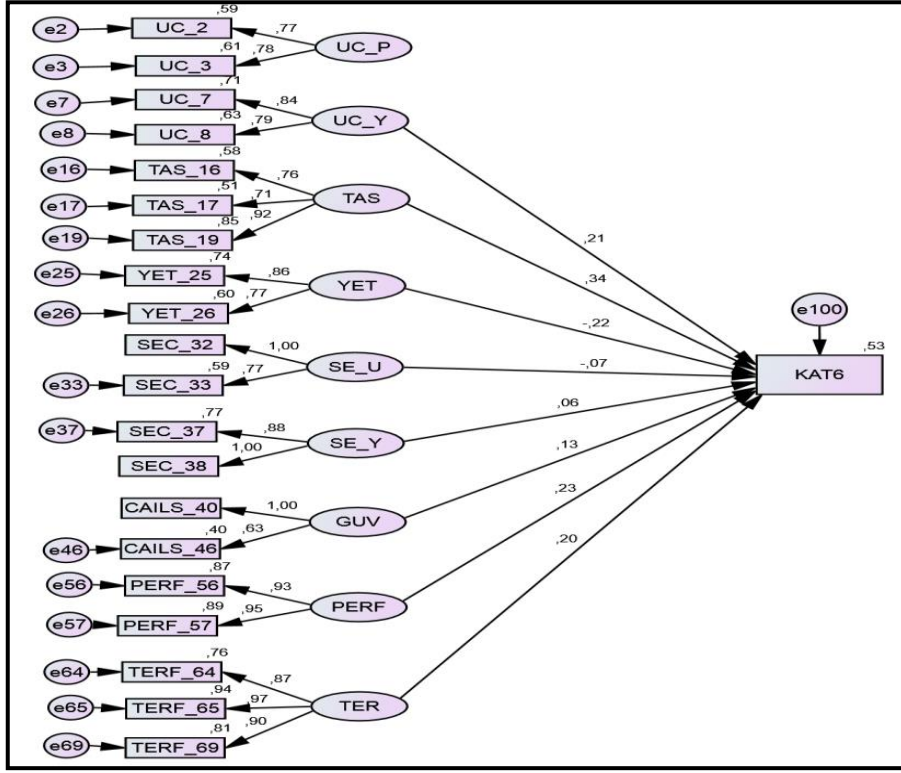 ,59
e2 UC_2 ,77
UC_P
,61 ,78
e3 UC_3
,71
e7 UC_7 ,84
UC_Y
,63 ,79
e8 UC_8
,58
e16 TAS_16 ,76
TAS
,51 ,71
e17 TAS_17 ,92
,85
e19 TAS_19
,74
e25 YET_25 ,86
YET
,60 ,77
e26 YET_26
SEC_32 1,00
SE_U
,59 ,77
e33 SEC_33
,77
e37 SEC_37 ,88
SE_Y
1,00
SEC_38
CAILS_40 1,00
GUV
,40 ,63
e46 CAILS_46
,87
e56 PERF_56 ,93
PERF
,89 ,95
e57 PERF_57
,76
e64 TERF_64 ,87
,94 ,97
e65 TERF_65 TER
,81 ,90
e69 TERF_69
,21
,34
-,22
-,07
,06
,13
,23
,20
e100
,53
KAT6